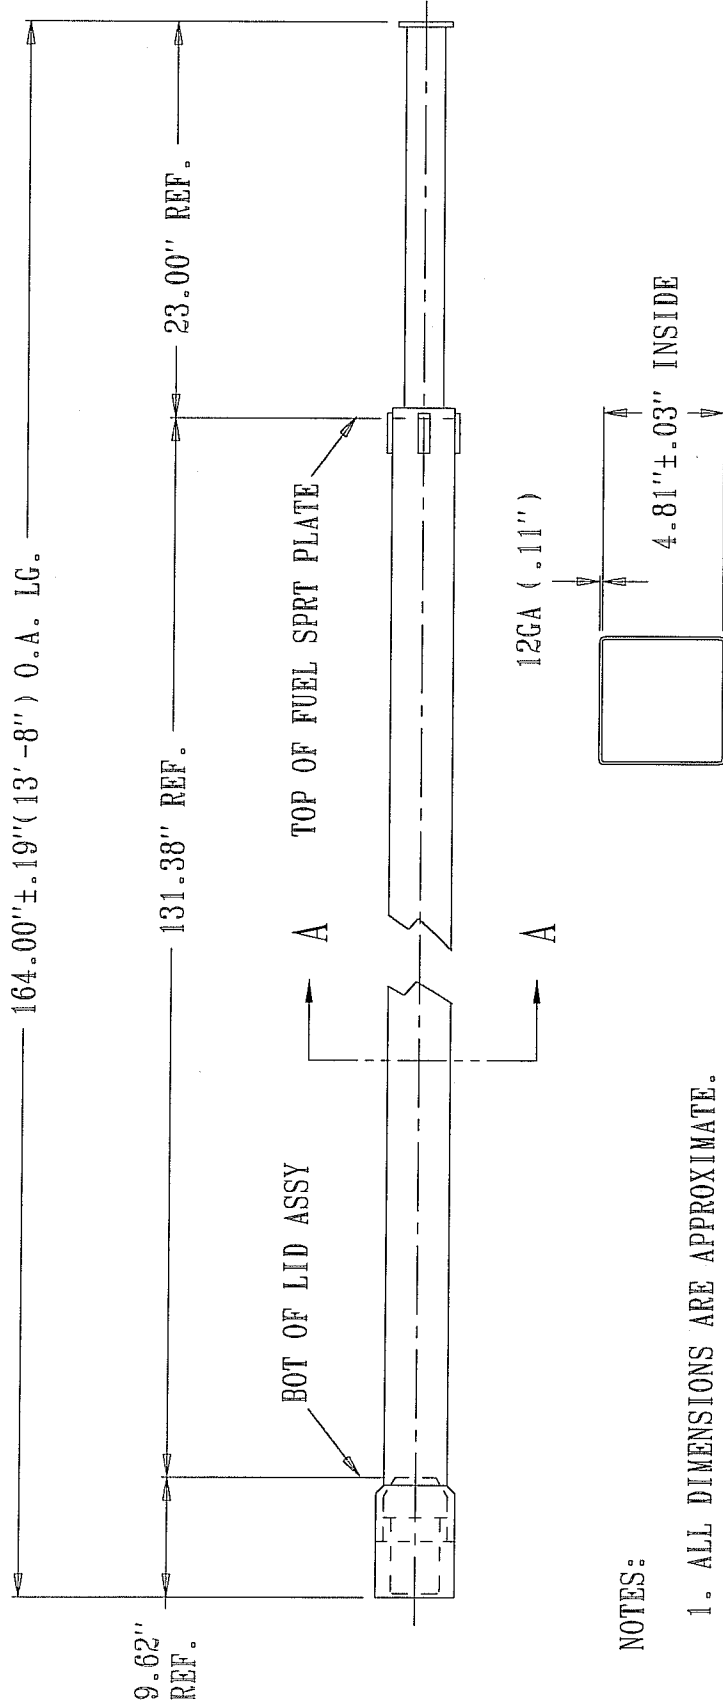 164.00"±.19"(13'-8") O.A. LG.
9.62"
REF.
131.38" REF.
23.00" REF.
BOT OF LID ASSY
A
A
TOP OF FUEL SPRT PLATE
12GA (.11")
4.81"±.03" INSIDE
NOTES:
1. ALL DIMENSIONS ARE APPROXIMATE.